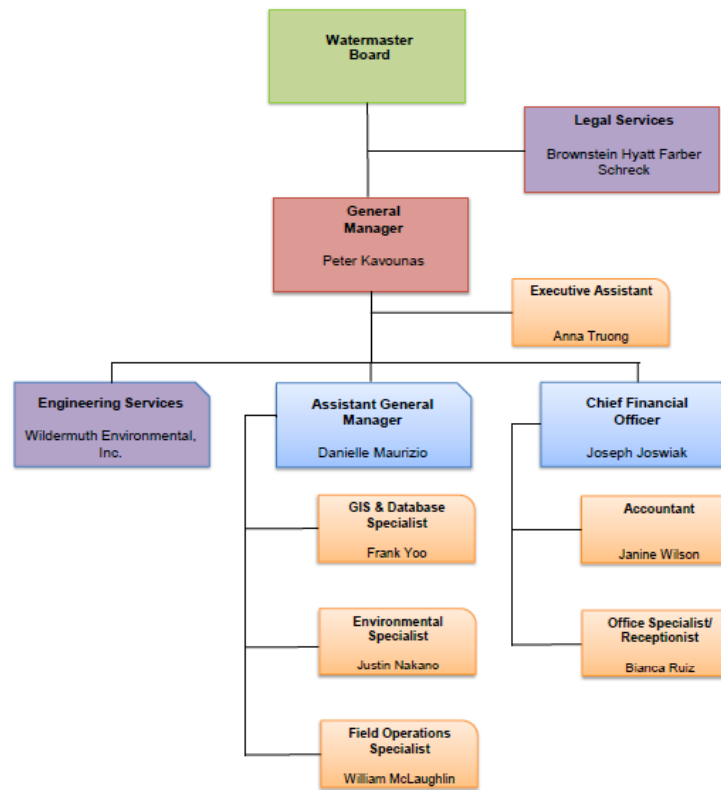 Watermaster
Board
Legal Services
Brownstein Hyatt Farber
Schreck
General
Manager
Peter Kavounas
Executive Assistant
Anna Truong
Engineering Services
Wildermuth Environmental,
Inc.
Assistant General
Manager
Danielle Maurizio
Chief Financial
Officer
Joseph Joswiak
GIS & Database
Specialist
Frank Yoo
Accountant
Janine Wilson
Environmental
Specialist
Justin Nakano
Office Specialist/
Receptionist
Bianca Ruiz
Field Operations
Specialist
William McLaughlin